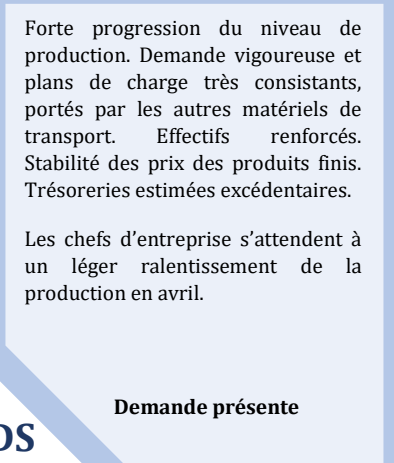 Forte progression du niveau de
production. Demande vigoureuse et
plans de charge très consistants,
portés par les autres matériels de
transport. Effectifs renforcés.
Stabilité des prix des produits finis.
Trésoreries estimées excédentaires.
Les chefs d’entreprise s’attendent à
un léger ralentissement de la
production en avril.
Demande présente